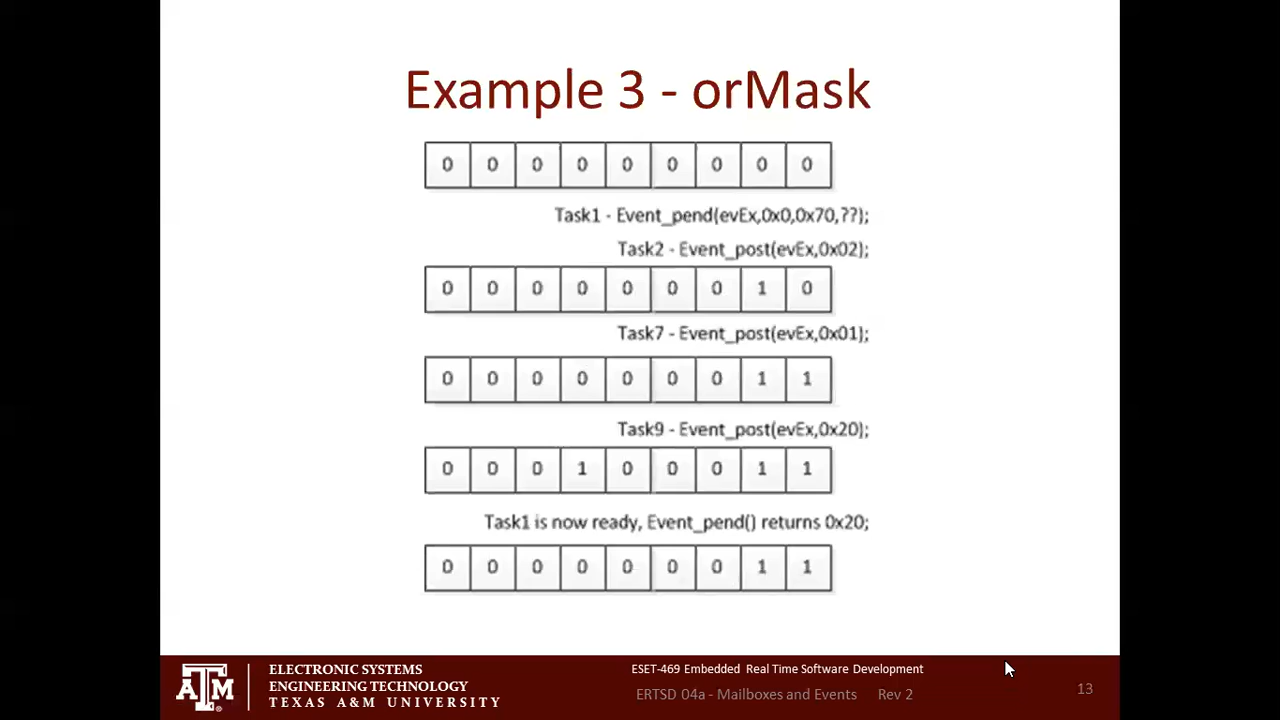 Example 3 - orMask
0 0 0 0 0 0 0 0 0
Task1 - Event_pend(evEx,0x0,0x70,??);
Task2 - Event_post(evEx,0x02);
0 0 0 0 0 0 0 1 0
Task7 - Event_post(evEx,0x01);
0 0 0 0 0 0 0 1 1
Task9 - Event_post(evEx,0x20);
0 0 0 1 0 0 0 1 1
Task1 is now ready, Event_pend() returns 0x20;
0 0 0 0 0 0 0 1 1
ATM
ELECTRONIC SYSTEMS
ENGINEERING TECHNOLOGY
TEXAS A&M UNIVERSITY
ESET-469 Embedded Real Time Software Development
ERTSD 04a - Mailboxes and Events Rev 2
13